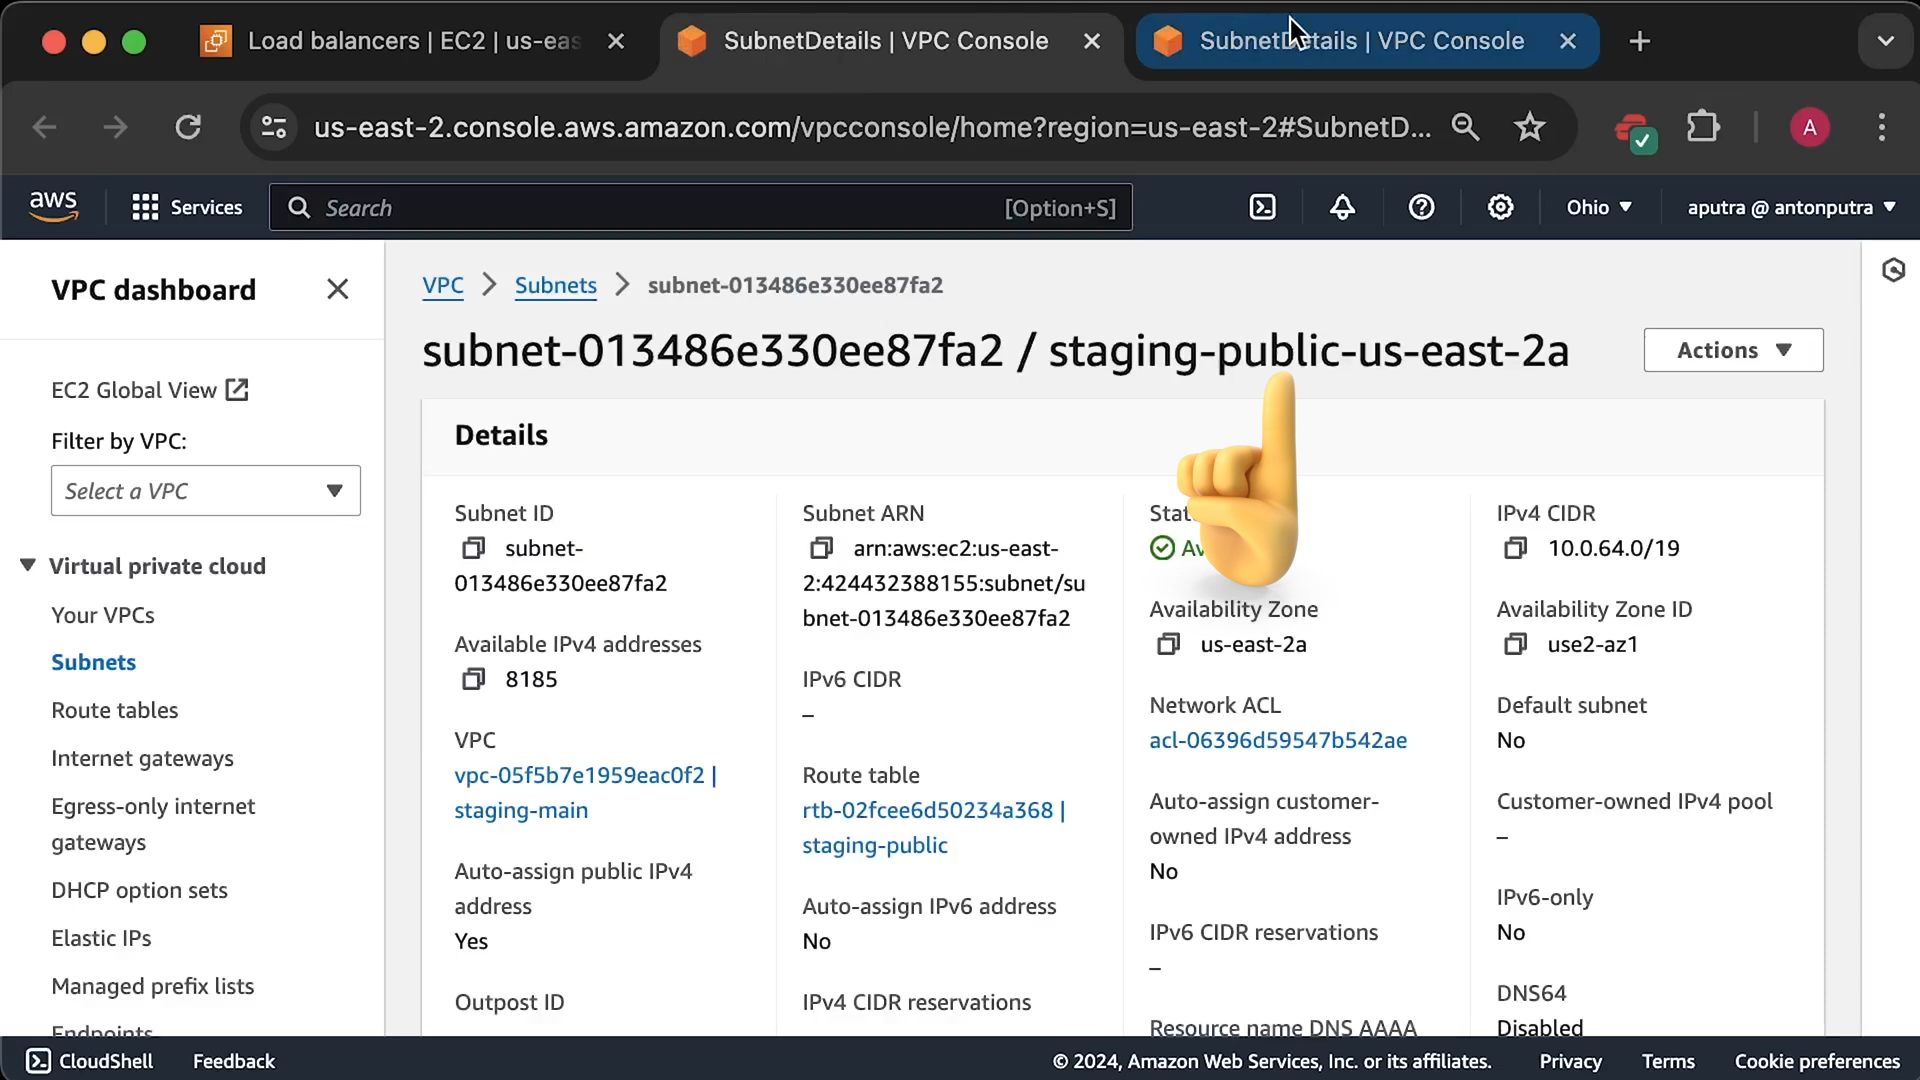 Load balancers | EC2 | us-eas
SubnetDetails | VPC Console
SubnetDetails | VPC Console
us-east-2.console.aws.amazon.com/vpcconsole/home?region=us-east-2#SubnetD...
A
aws
Services
Search
[Option+S]
Ohio
aputra @ antonputra
VPC dashboard
EC2 Global View
Filter by VPC:
Select a VPC
Virtual private cloud
Your VPCs
Subnets
Route tables
Internet gateways
Egress-only internet
gateways
DHCP option sets
Elastic IPs
Managed prefix lists
Endpoints
VPC > Subnets > subnet-013486e330ee87fa2
subnet-013486e330ee87fa2 / staging-public-us-east-2a
Actions
Details
Subnet ID
subnet-
013486e330ee87fa2
Available IPv4 addresses
8185
VPC
vpc-05f5b7e1959eac0f2 |
staging-main
Auto-assign public IPv4
address
Yes
Outpost ID
Subnet ARN
arn:aws:ec2:us-east-
2:424432388155:subnet/su
bnet-013486e330ee87fa2
IPv6 CIDR
–
Route table
rtb-02fcee6d50234a368 |
staging-public
Auto-assign IPv6 address
No
IPv4 CIDR reservations
Availability Zone
us-east-2a
Network ACL
acl-06396d59547b542ae
Auto-assign customer-
owned IPv4 address
No
IPv6 CIDR reservations
–
Resource name DNS AAAA
IPv4 CIDR
10.0.64.0/19
Availability Zone ID
use2-az1
Default subnet
No
Customer-owned IPv4 pool
–
IPv6-only
No
DNS64
Disabled
CloudShell
Feedback
© 2024, Amazon Web Services, Inc. or its affiliates.
Privacy
Terms
Cookie preferences